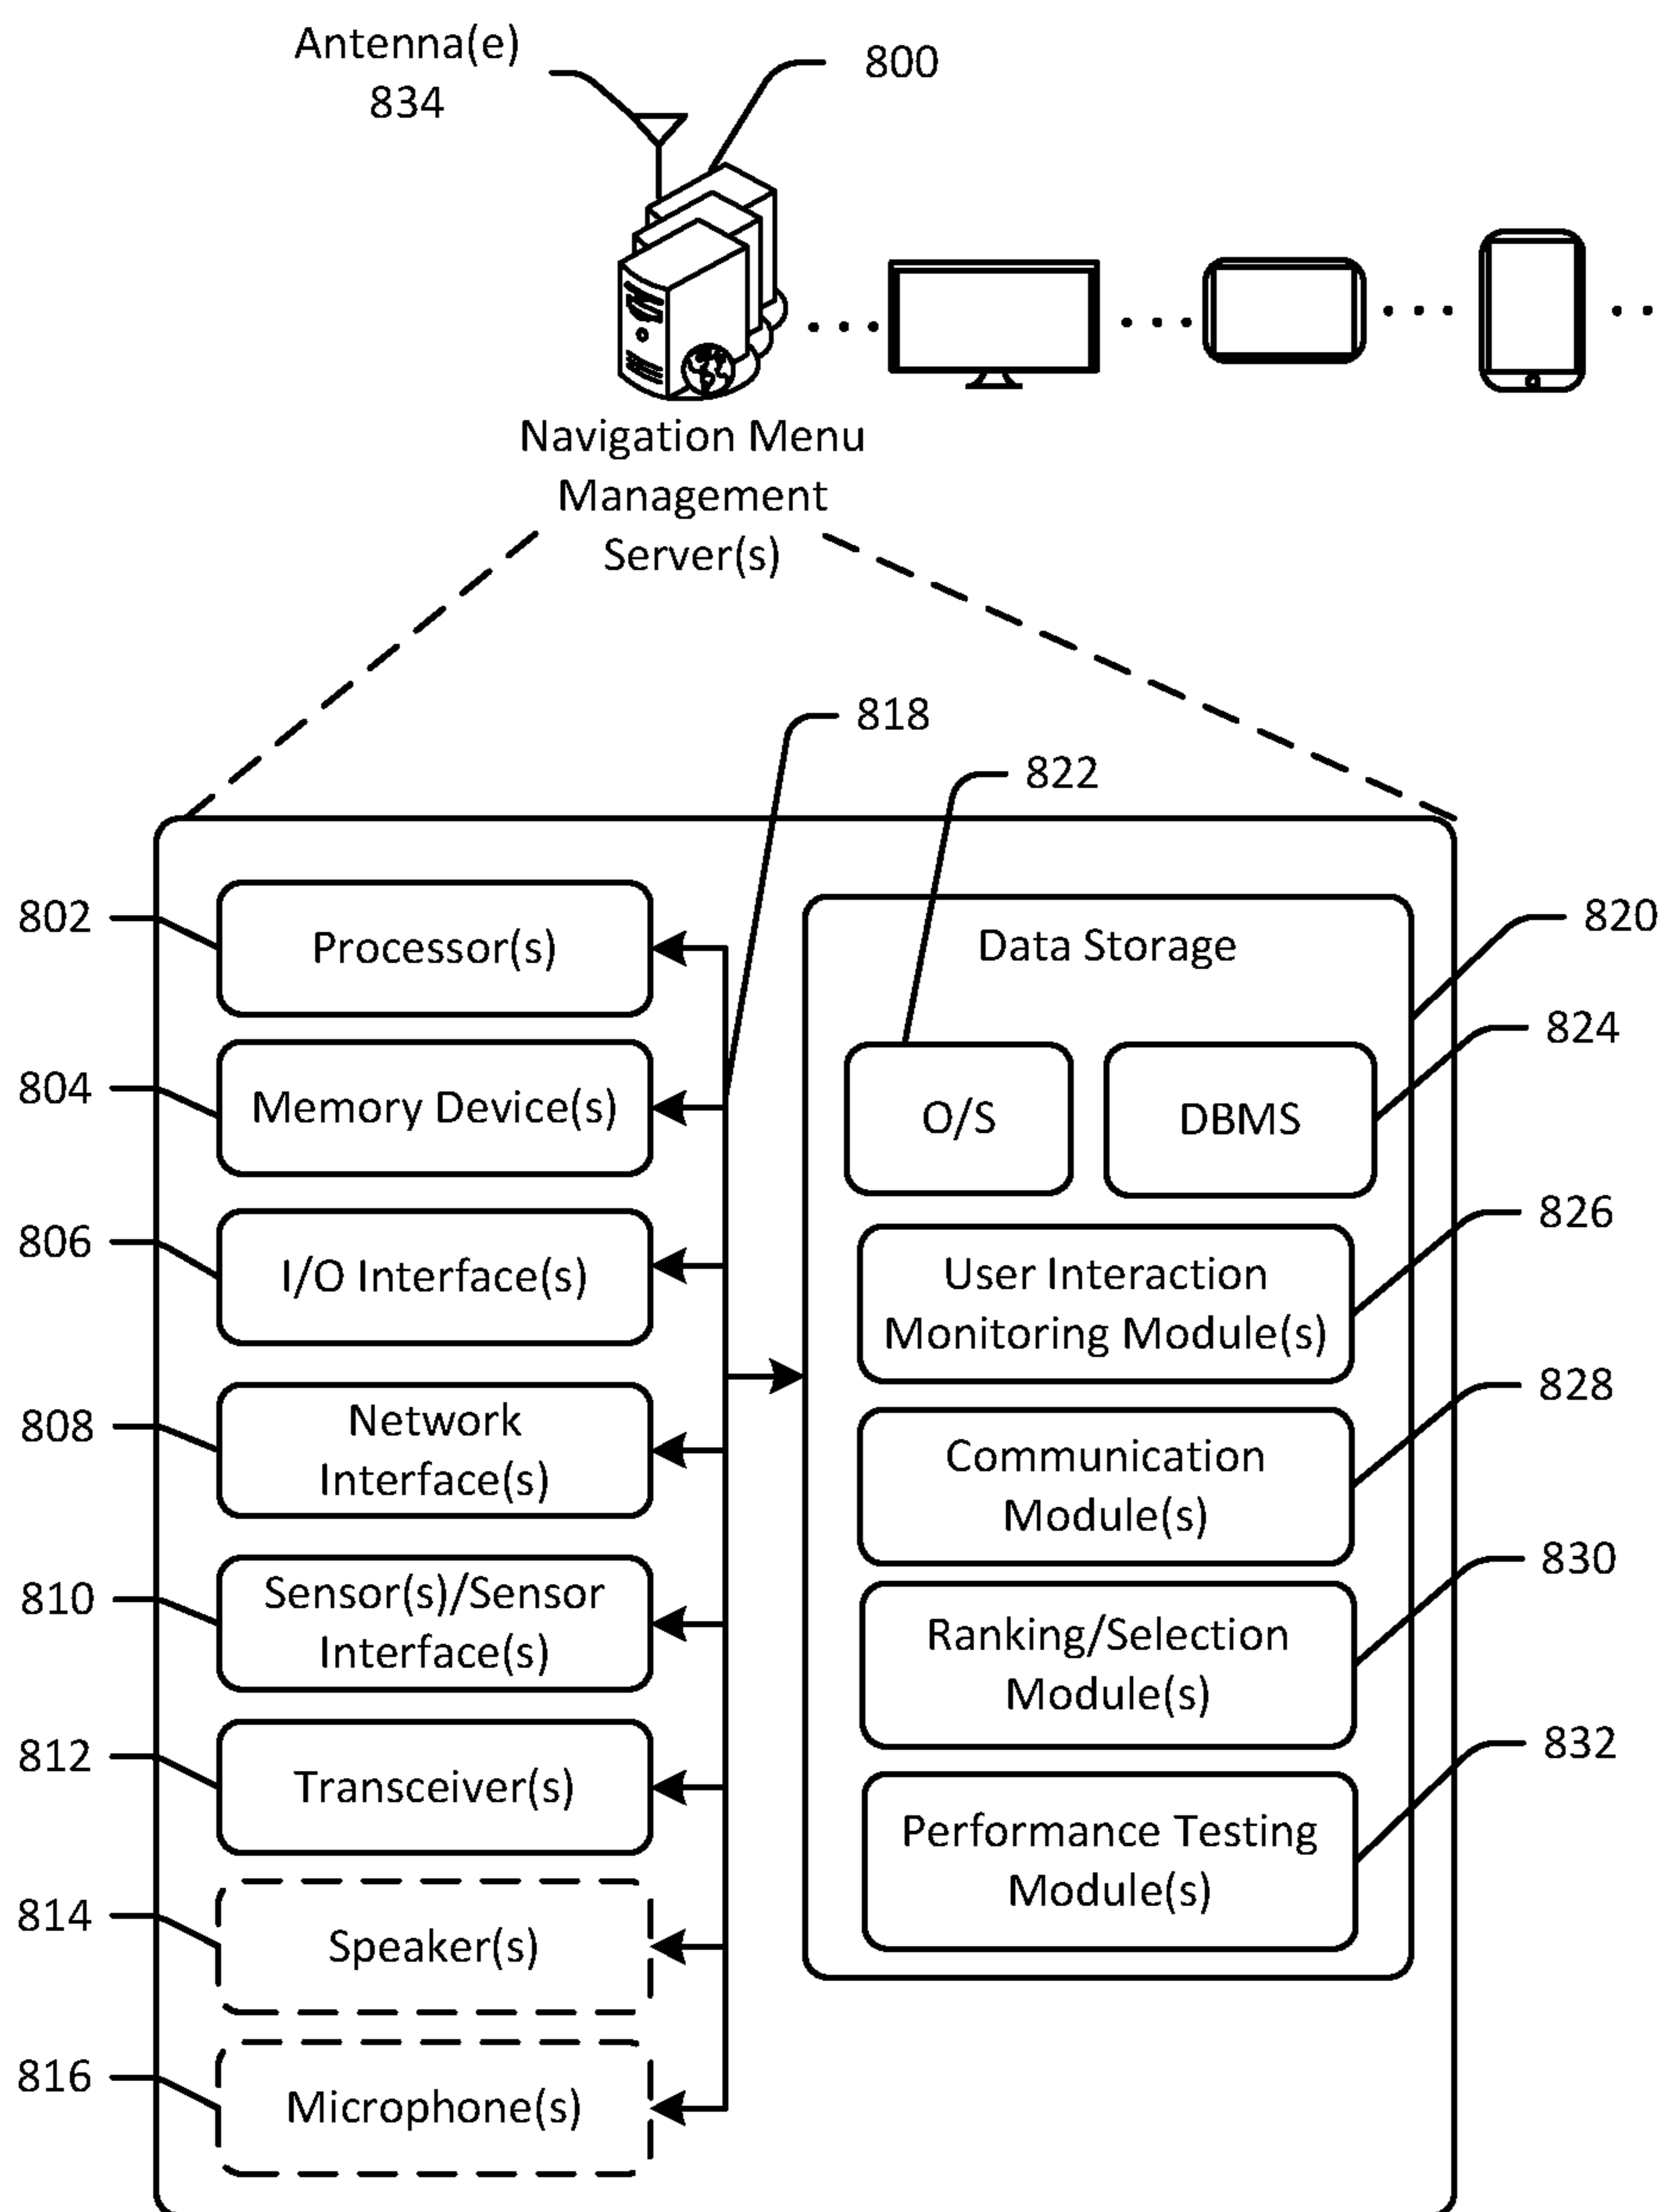 Antenna(e)
834
800
Navigation Menu
Management
Server(s)
818
822
802
Processor(s)
804
Memory Device(s)
806
I/O Interface(s)
808
Network
Interface(s)
810
Sensor(s)/Sensor
Interface(s)
812
Transceiver(s)
814
Speaker(s)
816
Microphone(s)
Data Storage
820
O/S
DBMS
824
User Interaction
Monitoring Module(s)
826
Communication
Module(s)
828
Ranking/Selection
Module(s)
830
Performance Testing
Module(s)
832